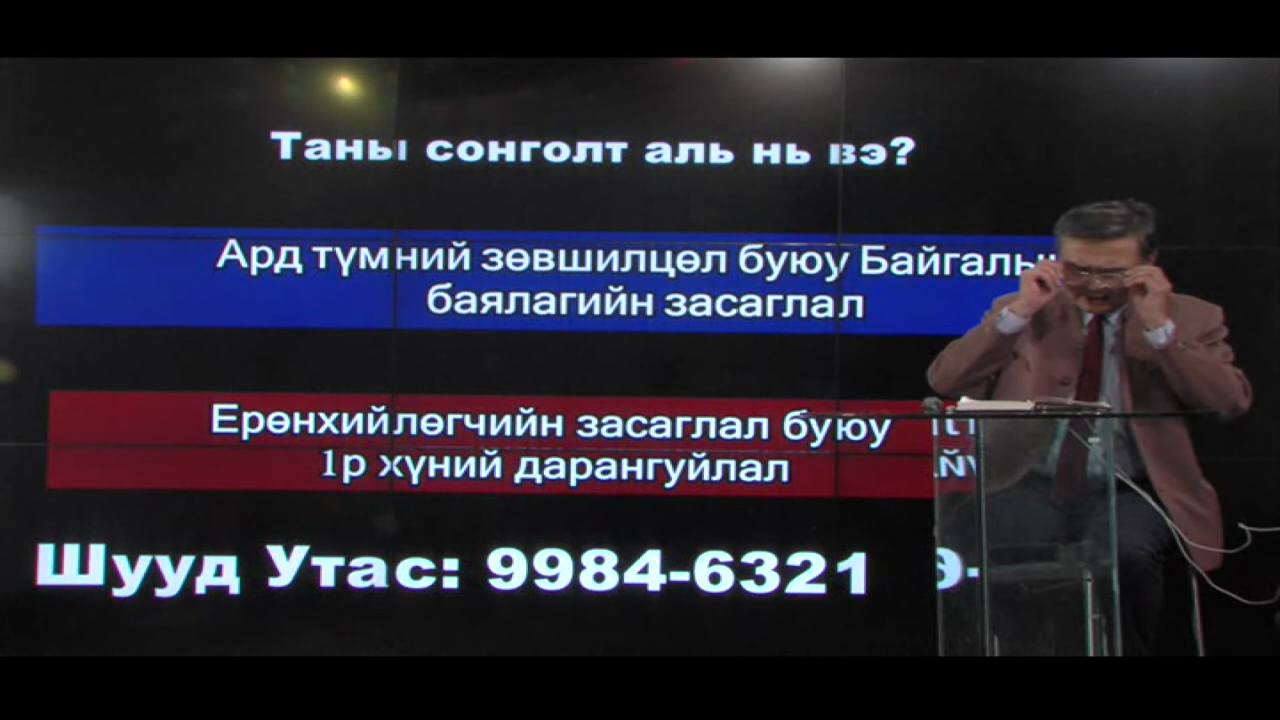 Таны сонголт аль нь вэ?
Ард түмний зөвшилцөл буюу
баялагийн засаглал
Ерөнхийлөгчийн засаглал буюу
1р хүний дарангуйлал
Шууд Утас: 9984-6321